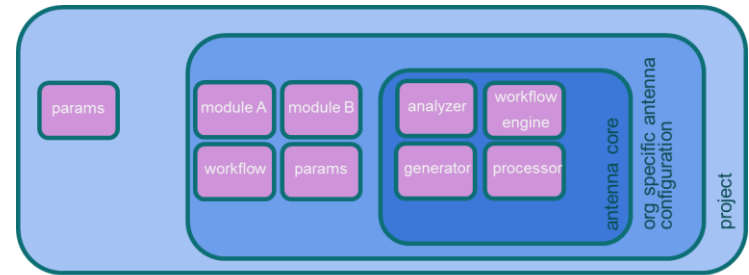 params
module A
module B
workflow
params
analyzer
workflow
engine
generator
processor
antenna core
org specific antenna
configuration
project